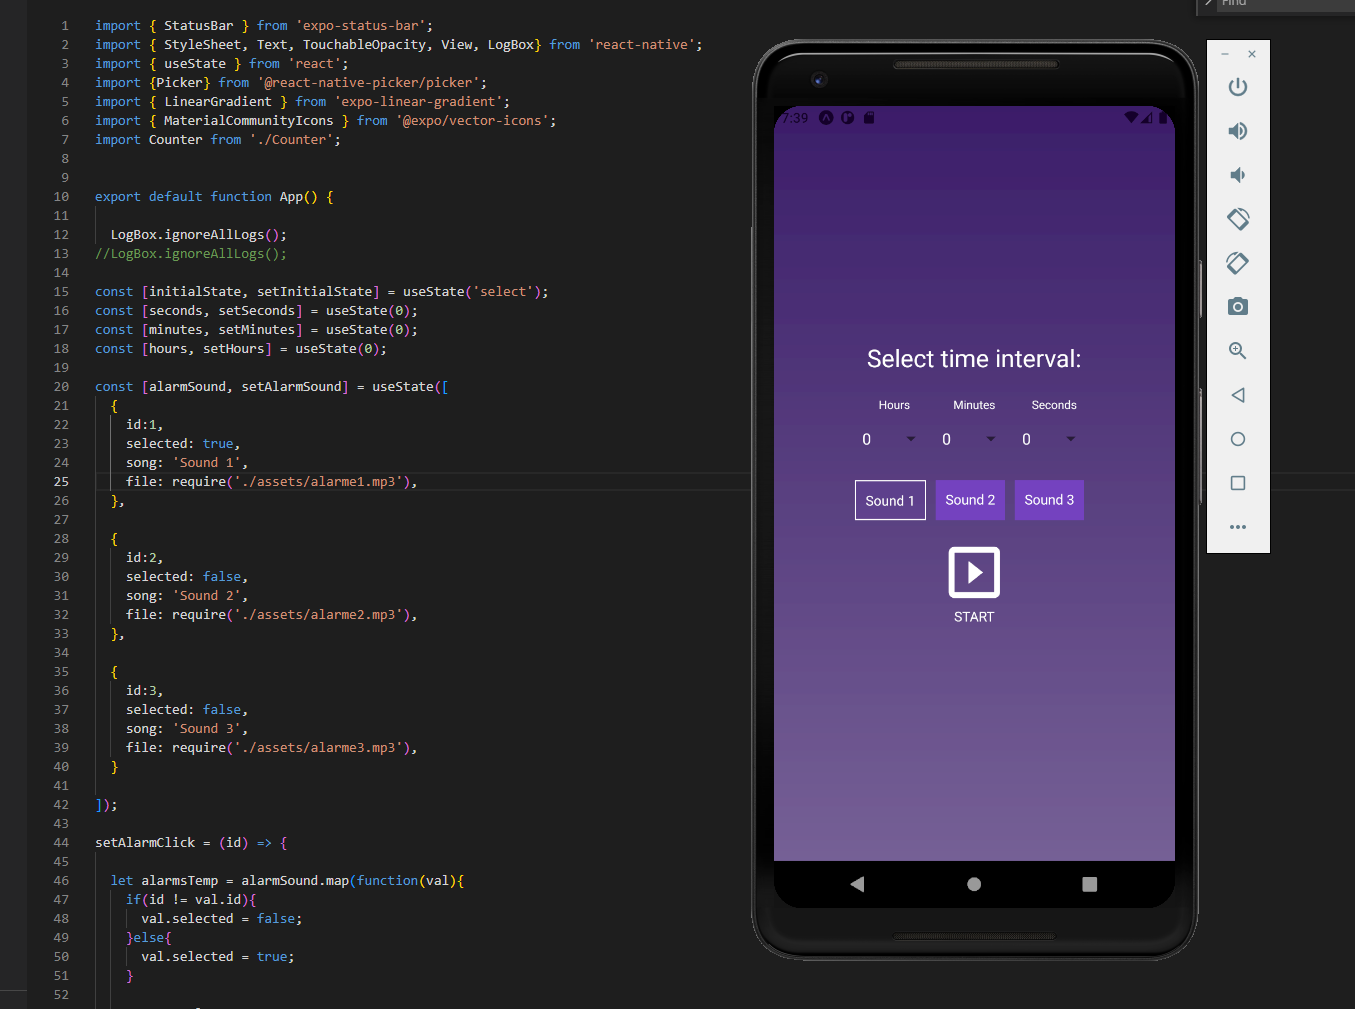 1 import { StatusBar } from 'expo-status-bar';
2 import { StyleSheet, Text, TouchableOpacity, View, LogBox} from 'react-native';
3 import { useState } from 'react';
4 import {Picker} from '@react-native-picker/picker';
5 import { LinearGradient } from 'expo-linear-gradient';
6 import { MaterialCommunityIcons } from '@expo/vector-icons';
7 import Counter from './Counter';
8
9
10 export default function App() {
11
12 LogBox.ignoreAllLogs();
13 //LogBox.ignoreAllLogs();
14
15 const [initialState, setInitialState] = useState('select');
16 const [seconds, setSeconds] = useState(0);
17 const [minutes, setMinutes] = useState(0);
18 const [hours, setHours] = useState(0);
19
20 const [alarmSound, setAlarmSound] = useState([
21 {
22 id:1,
23 selected: true,
24 song: 'Sound 1',
25 file: require('./assets/alarme1.mp3'),
26 },
27
28 {
29 id:2,
30 selected: false,
31 song: 'Sound 2',
32 file: require('./assets/alarme2.mp3'),
33 },
34
35 {
36 id:3,
37 selected: false,
38 song: 'Sound 3',
39 file: require('./assets/alarme3.mp3'),
40 }
41
42 ]);
43
44 setAlarmClick = (id) => {
45
46 let alarmsTemp = alarmSound.map(function(val){
47 if(id != val.id){
48 val.selected = false;
49 }else{
50 val.selected = true;
51 }
52
Find
7:39
Select time interval:
Hours Minutes Seconds
0 0 0
Sound 1 Sound 2 Sound 3
START